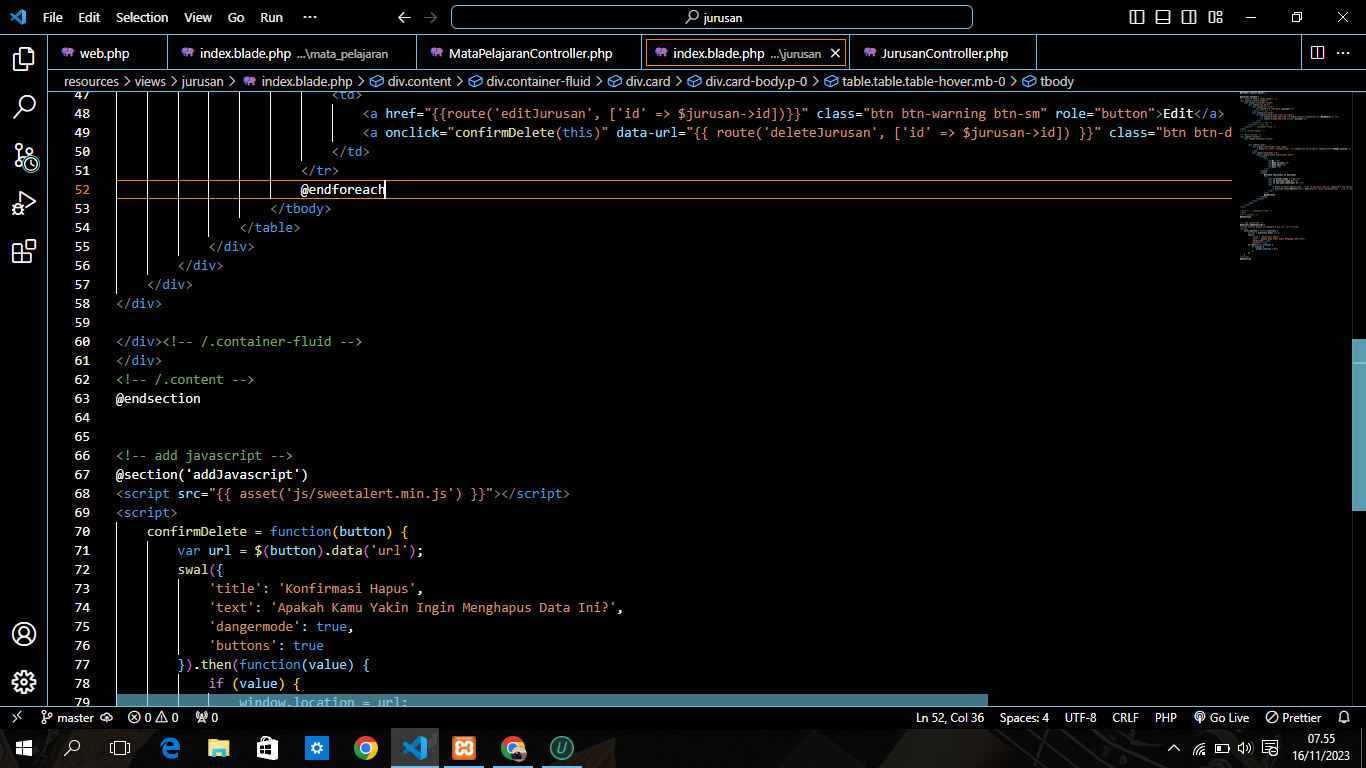 File Edit Selection View Go Run ··· jurusan
web.php index.blade.php ...\mata_pelajaran MataPelajaranController.php index.blade.php ...\jurusan JurusanController.php
resources > views > jurusan > index.blade.php > div.content > div.container-fluid > div.card > div.card-body.p-0 > table.table.table-hover.mb-0 > tbody
47 <td>
48 <a href="{{route('editJurusan', ['id' => $jurusan->id])}}" class="btn btn-warning btn-sm" role="button">Edit</a>
49 <a onclick="confirmDelete(this)" data-url="{{ route('deleteJurusan', ['id' => $jurusan->id]) }}" class="btn btn-d
50 </td>
51 </tr>
52 @endforeach
53 </tbody>
54 </table>
55 </div>
56 </div>
57 </div>
58 </div>
59
60 </div><!-- /.container-fluid -->
61 </div>
62 <!-- /.content -->
63 @endsection
64
65
66 <!-- add javascript -->
67 @section('addJavascript')
68 <script src="{{ asset('js/sweetalert.min.js') }}"></script>
69 <script>
70 confirmDelete = function(button) {
71 var url = $(button).data('url');
72 swal({
73 'title': 'Konfirmasi Hapus',
74 'text': 'Apakah Kamu Yakin Ingin Menghapus Data Ini?',
75 'dangermode': true,
76 'buttons': true
77 }).then(function(value) {
78 if (value) {
79 window.location = url;
master 0 0 0 Ln 52, Col 36 Spaces: 4 UTF-8 CRLF PHP Go Live Prettier
07.55
16/11/2023